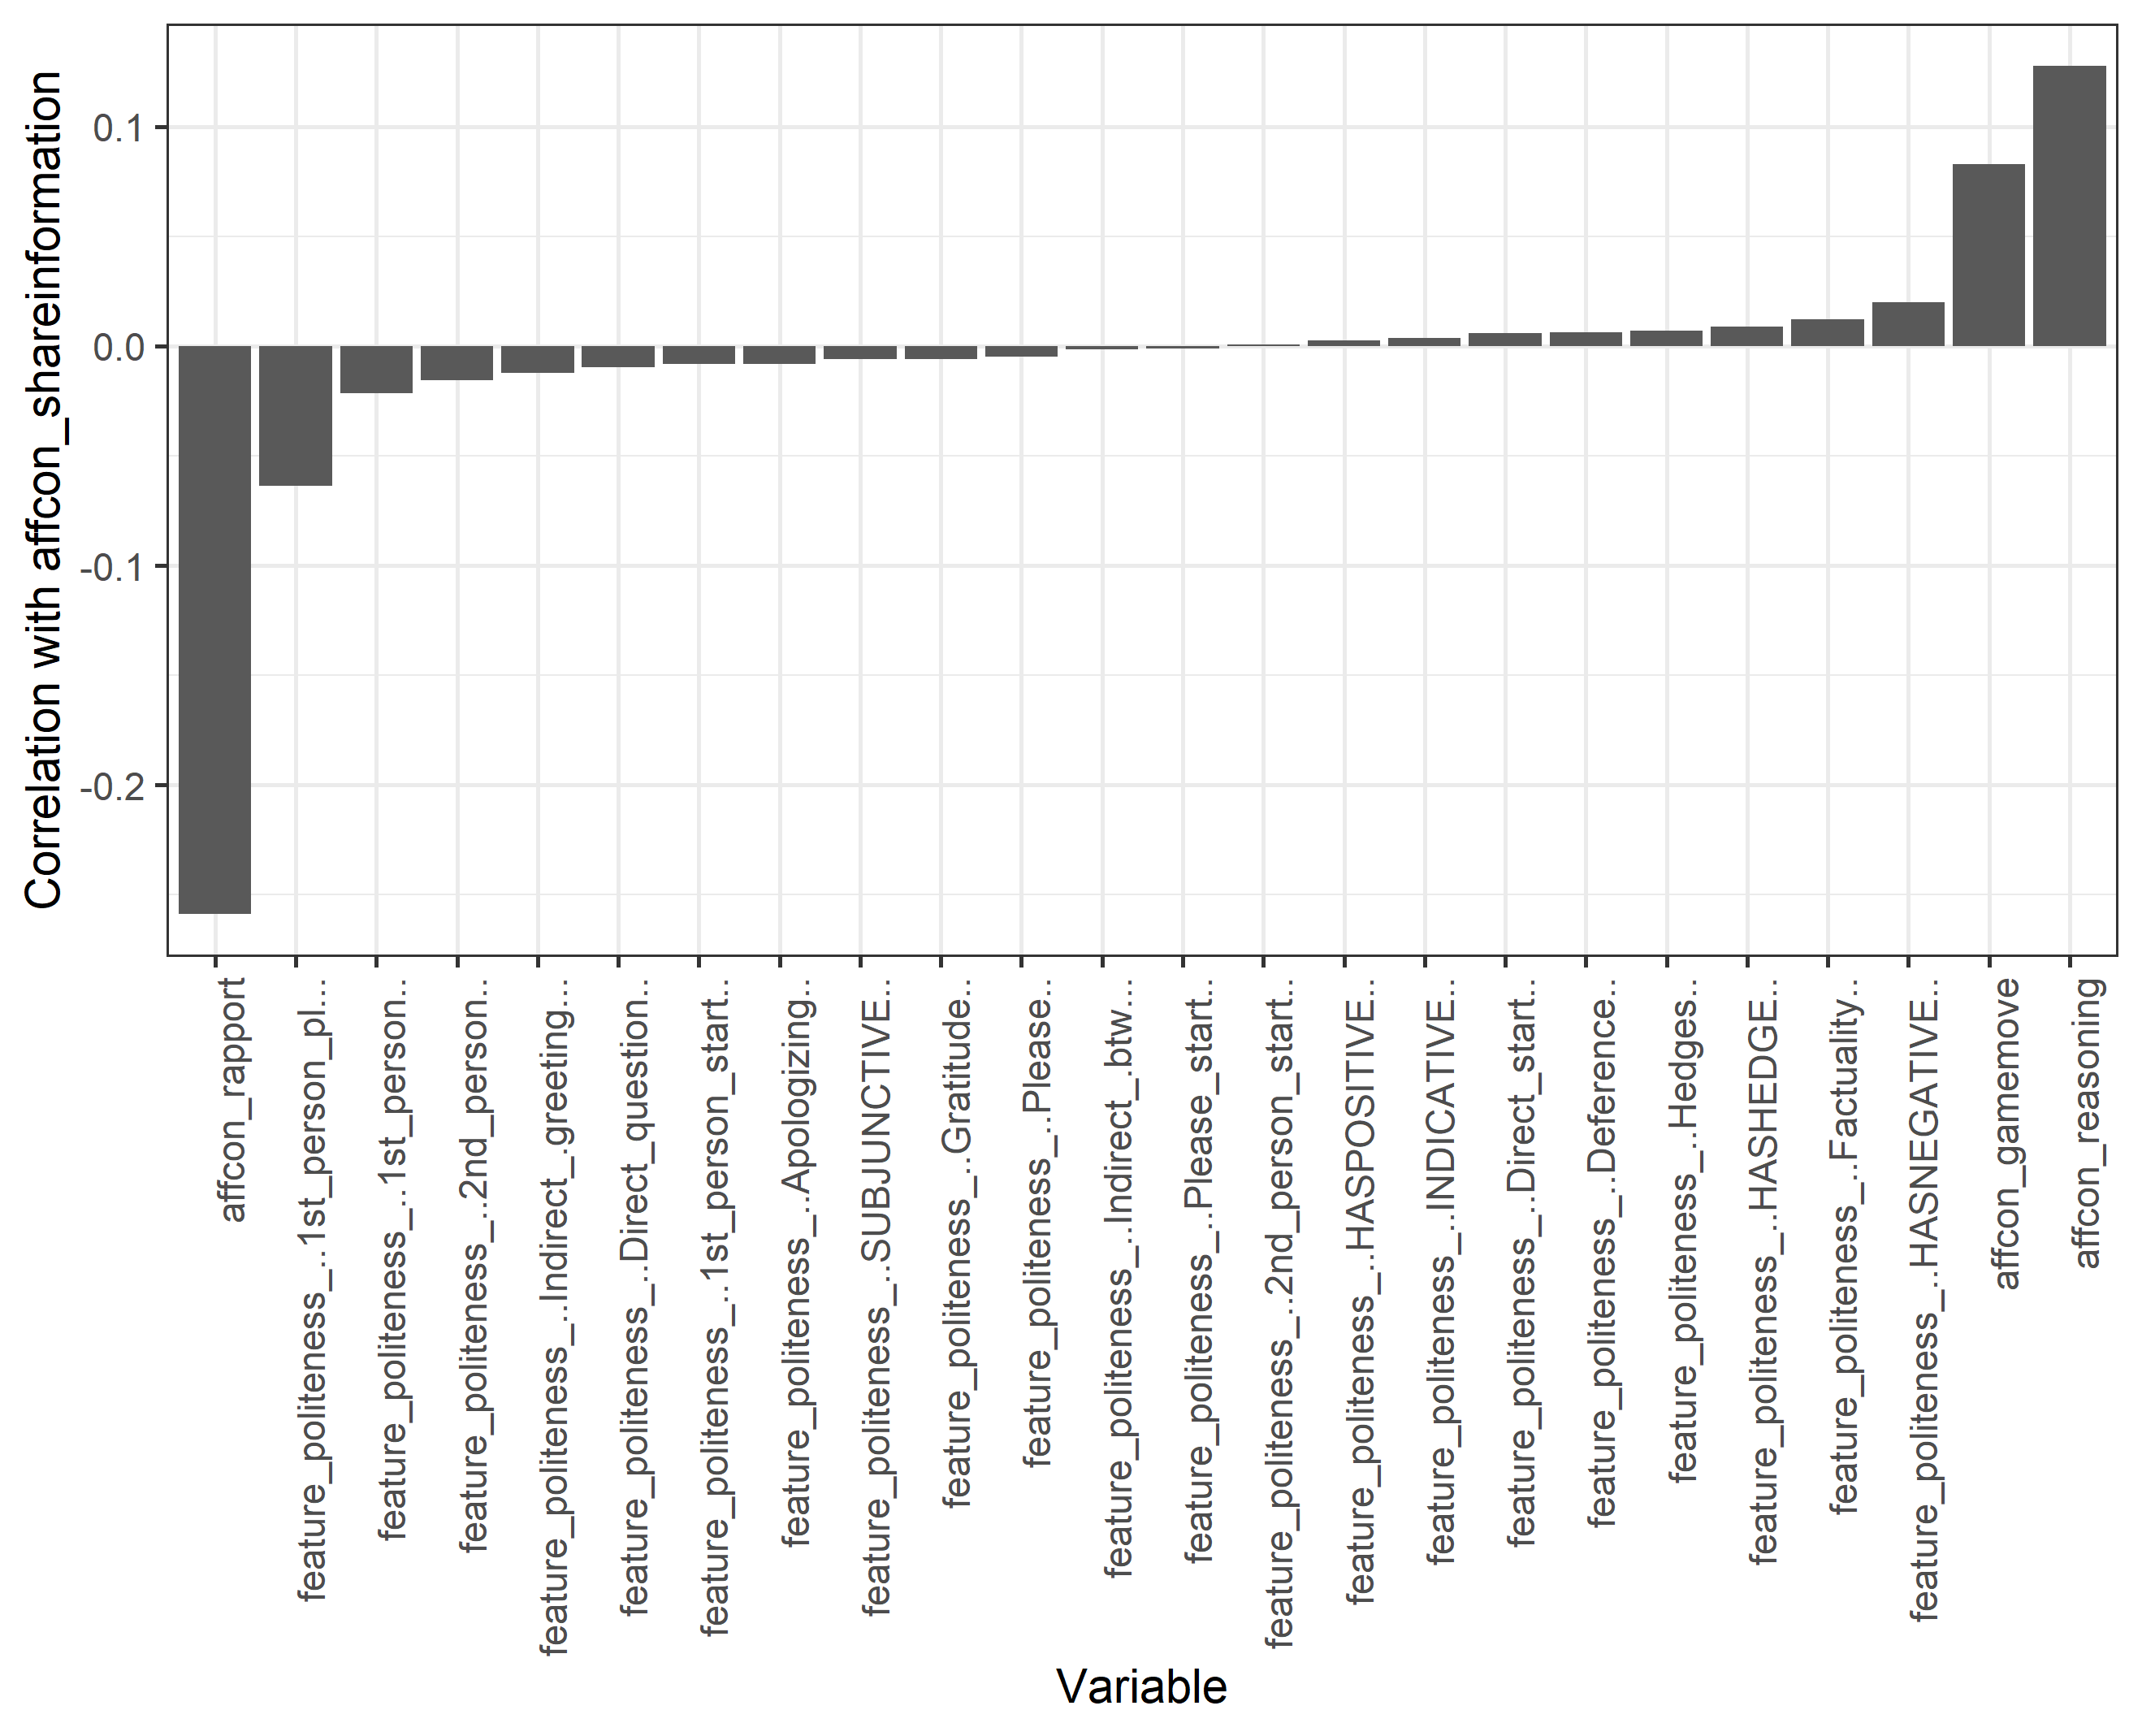 Correlation with affcon_shareinformation
0.1
0.0
-0.1
-0.2
affcon_rapport
feature_politeness_..1st_person_pl...
feature_politeness_..1st_person..
feature_politeness_..2nd_person..
feature_politeness_..Indirect_.greeting...
feature_politeness_..Direct_question..
feature_politeness_..1st_person_start..
feature_politeness_..Apologizing..
feature_politeness_..SUBJUNCTIVE..
feature_politeness_..Gratitude..
feature_politeness_..Please..
feature_politeness_..Indirect_.btw...
feature_politeness_..Please_start..
feature_politeness_..2nd_person_start..
feature_politeness_..HASPOSITIVE..
feature_politeness_..INDICATIVE..
feature_politeness_..Direct_start..
feature_politeness_..Deference..
feature_politeness_..Hedges..
feature_politeness_..HASHEDGE..
feature_politeness_..Factuality..
feature_politeness_..HASNEGATIVE..
affcon_gamemove
affcon_reasoning
Variable